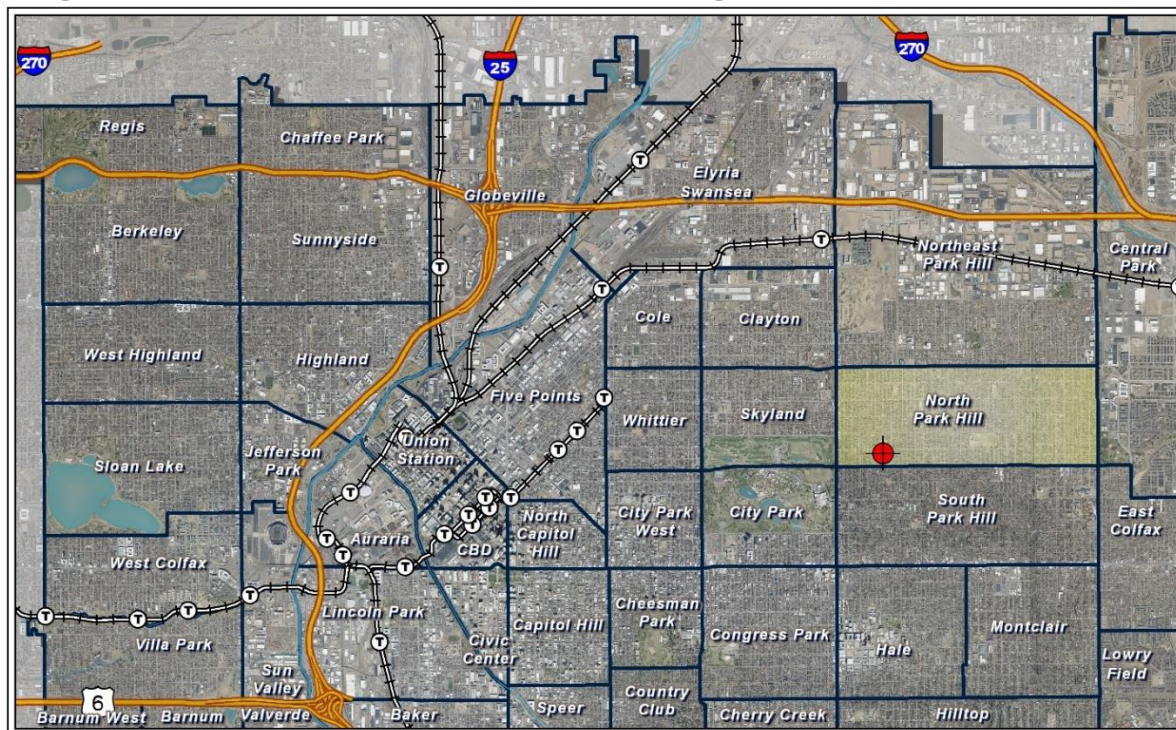 270
25
270
Regis
Chaffee Park
Globeville
Elyria
Swansea
Berkeley
Sunnyside
Northeast
Park Hill
Central
Park
T
T
T
T
T
Cole
Clayton
West Highland
Highland
Five Points
T
Whittier
Skyland
North
Park Hill
T
T
T
Union
Station
Jefferson
Park
Sloan Lake
T
T
T
T
T
T
T
Auraria
CBD
North
Capitol
Hill
City Park
West
City Park
South
Park Hill
East
Colfax
T
T
T
West Colfax
T
T
T
T
Villa Park
Lincoln Park
T
Civic
Center
Capitol Hill
Cheesman
Park
Congress Park
Hale
Montclair
Lowry
Field
Sun
Valley
6
Barnum West
Barnum
Valverde
Baker
Speer
Country
Club
Cherry Creek
Hilltop